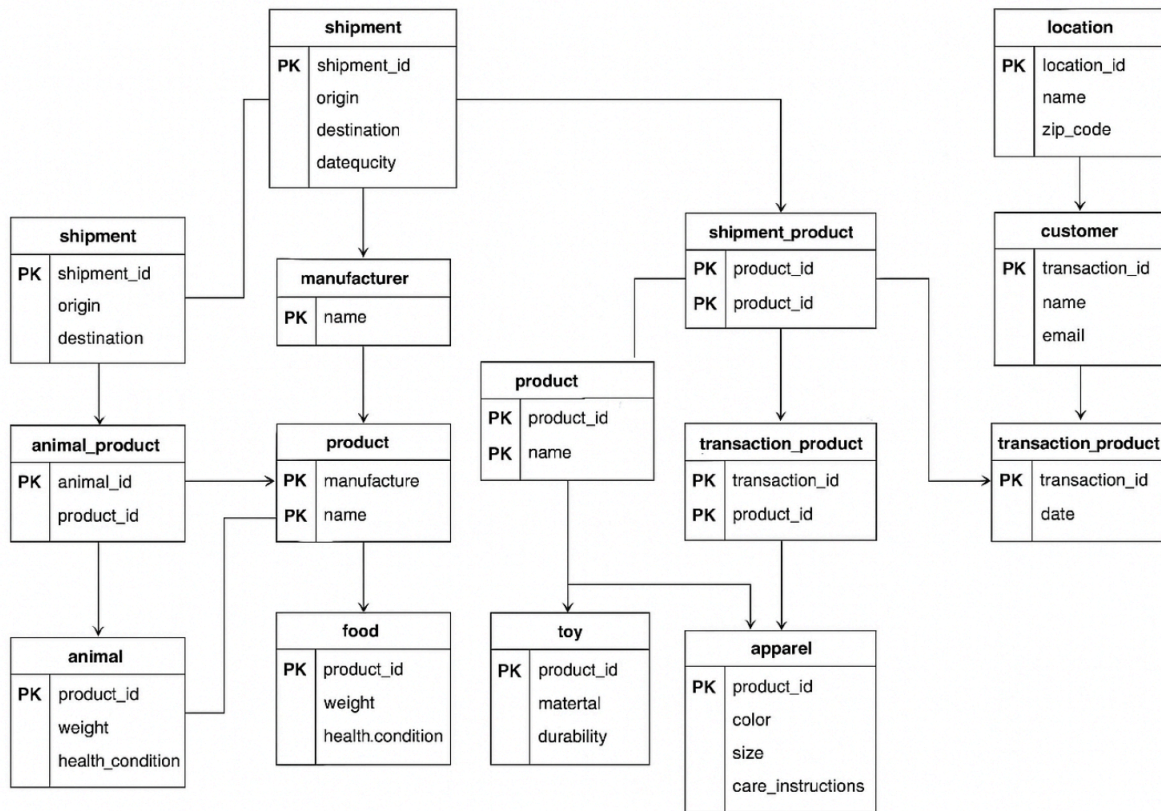 shipment
PK shipment_id
origin
destination
datequcity
location
PK location_id
name
zip_code
shipment
PK shipment_id
origin
destination
manufacturer
PK name
shipment_product
PK product_id
PK product_id
customer
PK transaction_id
name
email
product
PK product_id
PK name
animal_product
PK animal_id
product_id
product
PK manufacture
PK name
transaction_product
PK transaction_id
PK product_id
transaction_product
PK transaction_id
date
animal
PK product_id
weight
health_condition
food
PK product_id
weight
health.condition
toy
PK product_id
matertal
durability
apparel
PK product_id
color
size
care_instructions